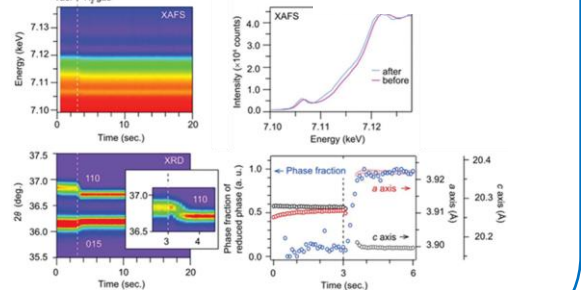 XAFS
7.13
7.12
7.11
7.10
Energy (keV)
0
10
20
Time (sec.)
XAFS
4.0
3.0
2.0
1.0
0.0
Intensity (×10⁴ counts)
after
before
7.10
7.11
7.12
Energy (keV)
XRD
37.5
37.0
36.5
36.0
35.5
2θ (deg.)
110
015
0
10
20
Time (sec.)
37.0
36.5
110
3
4
Phase fraction of
reduced phase (a. u.)
1.0
0.5
0.0
Phase fraction
a axis
c axis
0
3
6
Time (sec.)
3.92
3.91
3.90
a axis (Å)
20.4
20.3
20.2
c axis (Å)